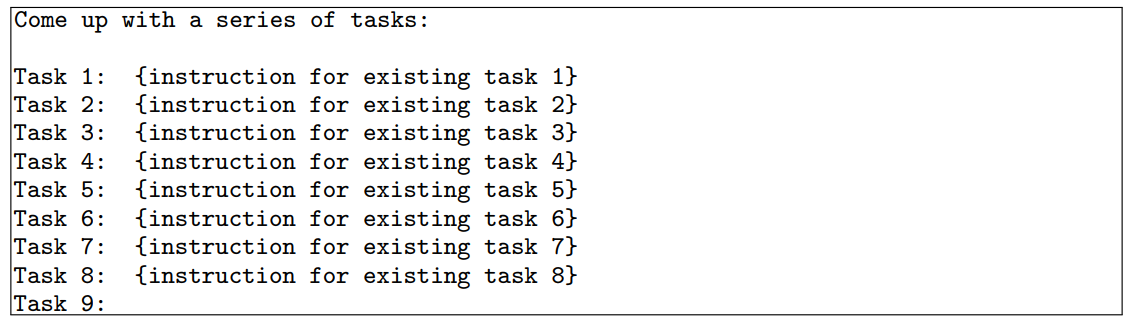 Come up with a series of tasks:
Task 1: {instruction for existing task 1}
Task 2: {instruction for existing task 2}
Task 3: {instruction for existing task 3}
Task 4: {instruction for existing task 4}
Task 5: {instruction for existing task 5}
Task 6: {instruction for existing task 6}
Task 7: {instruction for existing task 7}
Task 8: {instruction for existing task 8}
Task 9: